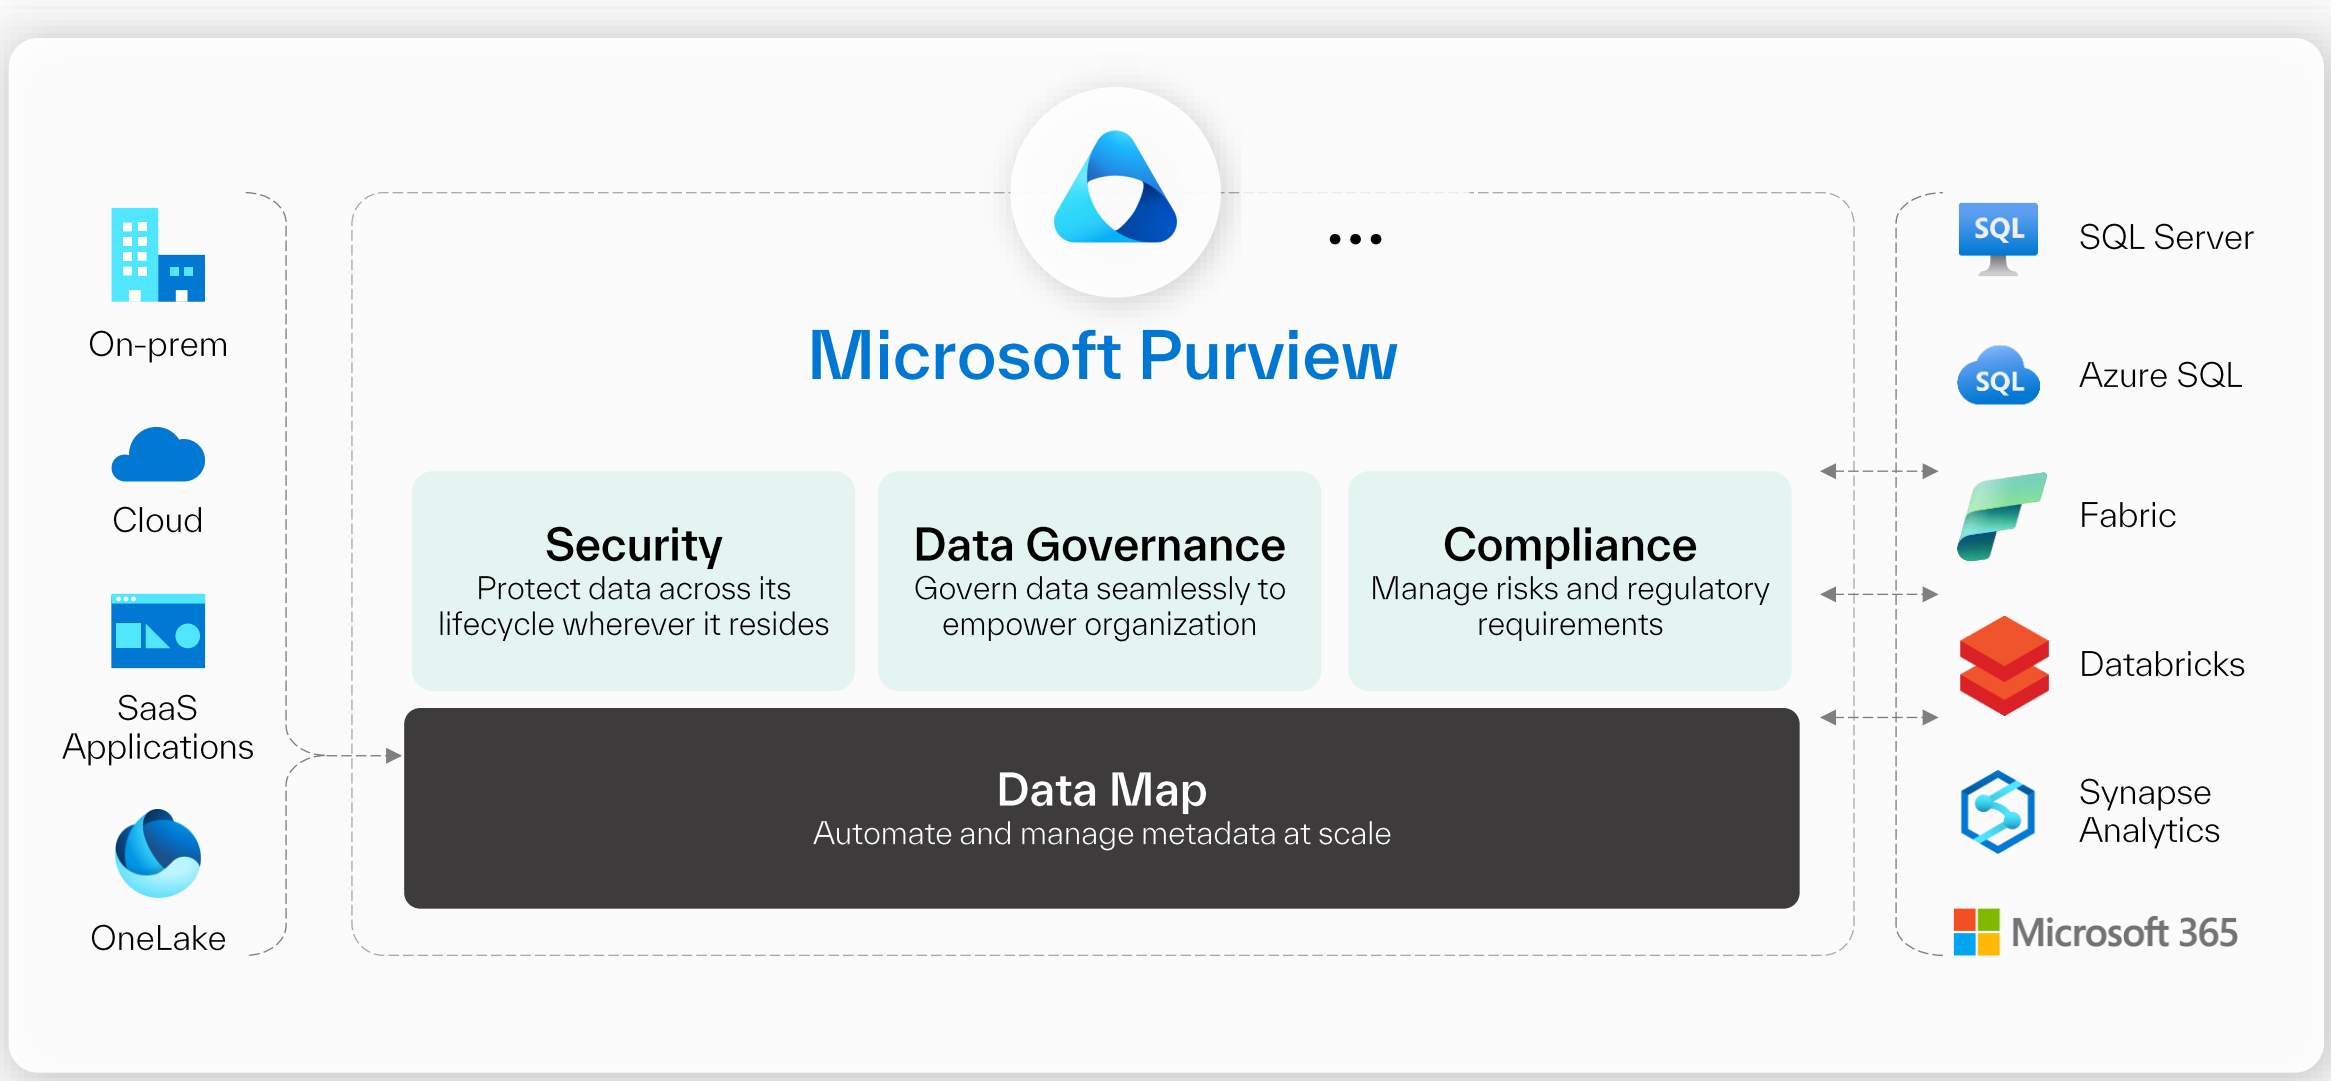 On-prem
Cloud
SaaS
Applications
OneLake
...
Microsoft Purview
Security
Protect data across its
lifecycle wherever it resides
Data Governance
Govern data seamlessly to
empower organization
Compliance
Manage risks and regulatory
requirements
Data Map
Automate and manage metadata at scale
SQL
SQL Server
SQL
Azure SQL
Fabric
Databricks
Synapse
Analytics
Microsoft 365